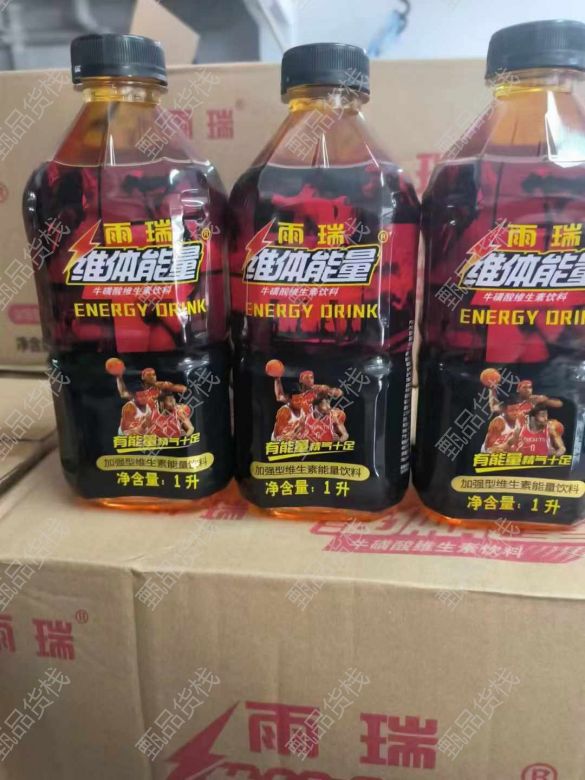 雨瑞®
维体能量
牛磺酸维生素饮料
ENERGY DRINK
有能量精气十足
加强型维生素能量饮料
净含量：1升
雨瑞®
维体能量
牛磺酸维生素饮料
ENERGY DRINK
有能量精气十足
加强型维生素能量饮料
净含量：1升
雨瑞
维体能量
牛磺酸维生素饮料
ENERGY DRIN
有能量精气十足
加强型维生素能量饮料
净含量：1升
雨瑞®
净含量
牛磺酸维生素饮料
雨瑞®
雨瑞®
甄品货栈